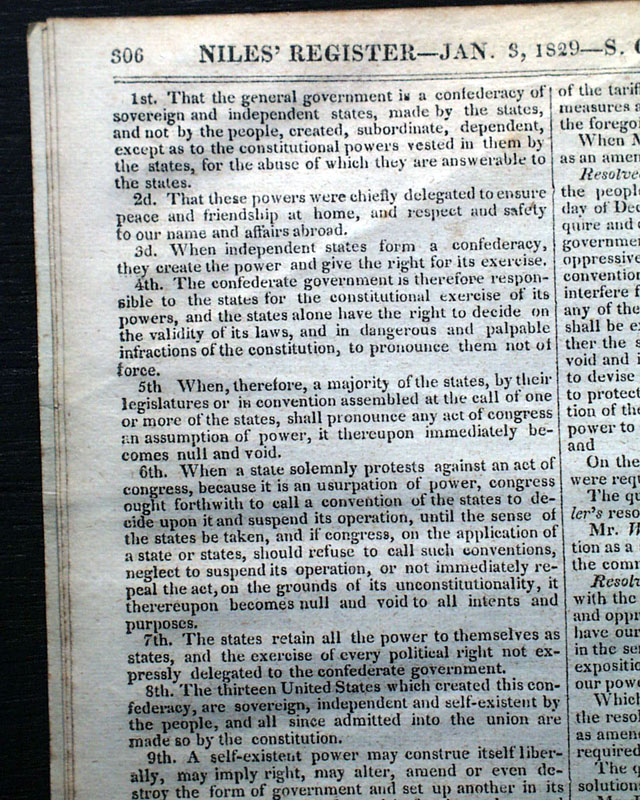 306 NILES' REGISTER—JAN. 3, 1829—S.
1st. That the general government is a confederacy of
sovereign and independent states, made by the states,
and not by the people, created, subordinate, dependent,
except as to the constitutional powers vested in them by
the states, for the abuse of which they are answerable to
the states.
2d. That these powers were chiefly delegated to ensure
peace and friendship at home, and respect and safety
to our name and affairs abroad.
3d. When independent states form a confederacy,
they create the power and give the right for its exercise.
4th. The confederate government is therefore respon-
sible to the states for the constitutional exercise of its
powers, and the states alone have the right to decide on
the validity of its laws, and in dangerous and palpable
infractions of the constitution, to pronounce them not of
force.
5th When, therefore, a majority of the states, by their
legislatures or in convention assembled at the call of one
or more of the states, shall pronounce any act of congress
an assumption of power, it thereupon immediately be-
comes null and void.
6th. When a state solemnly protests against an act of
congress, because it is an usurpation of power, congress
ought forthwith to call a convention of the states to de-
cide upon it and suspend its operation, until the sense of
the states be taken, and if congress, on the application of
a state or states, should refuse to call such conventions,
neglect to suspend its operation, or not immediately re-
peal the act, on the grounds of its unconstitutionality, it
therereupon becomes null and void to all intents and
purposes.
7th. The states retain all the power to themselves as
states, and the exercise of every political right not ex-
pressly delegated to the confederate government.
8th. The thirteen United States which created this con-
federacy, are sovereign, independent and self-existent by
the people, and all since admitted into the union are
made so by the constitution.
9th. A self-existent power may construe itself liber-
ally, may imply right, may alter, amend or even de-
stroy the form of government and set up another in its
of the tarif
measures a
the forego
When M
as an amen
Resolve
the people
day of Dec
quire and
governme
oppressive
convention
interfere f
any of the
shall be e
ther the s
void and i
to devise
to protect
tion of the
power to
and
On the
were requ
The qu
ler's reso
Mr. W
tion as a
the comm
Resolv
with the
and oppr
have our
in the sen
expositio
our powe
Which
the resol
as amen
required
The q
solution